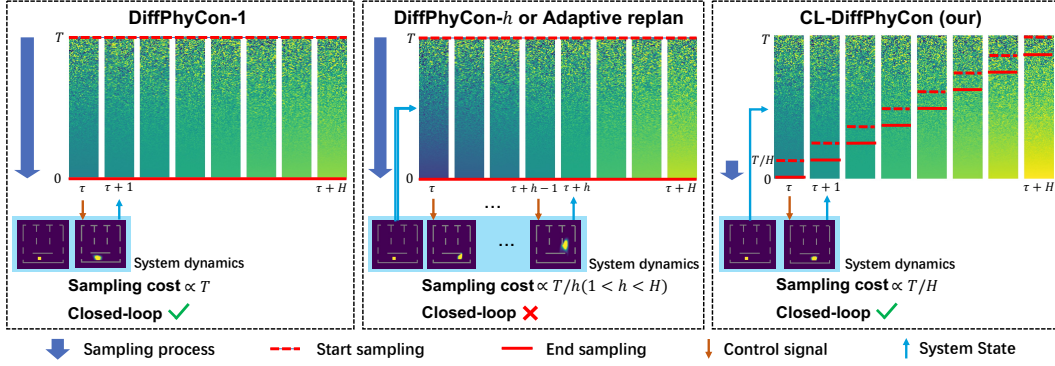 DiffPhyCon-1
T
0
τ
τ + 1
τ + H
System dynamics
Sampling cost ∝ T
Closed-loop
DiffPhyCon-h or Adaptive replan
T
0
τ
τ + h − 1
τ + h
τ + H
...
...
System dynamics
Sampling cost ∝ T/h(1 < h < H)
Closed-loop
CL-DiffPhyCon (our)
T
T/H
0
τ
τ + 1
τ + H
System dynamics
Sampling cost ∝ T/H
Closed-loop
Sampling process
Start sampling
End sampling
Control signal
System State